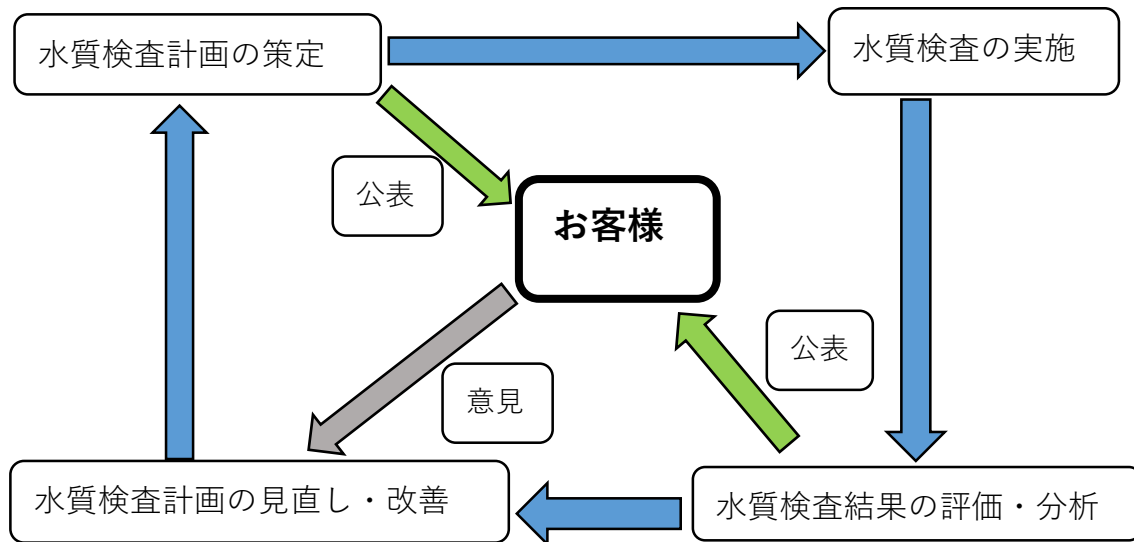 水質検査計画の策定
水質検査の実施
公表
お客様
公表
意見
水質検査計画の見直し・改善
水質検査結果の評価・分析